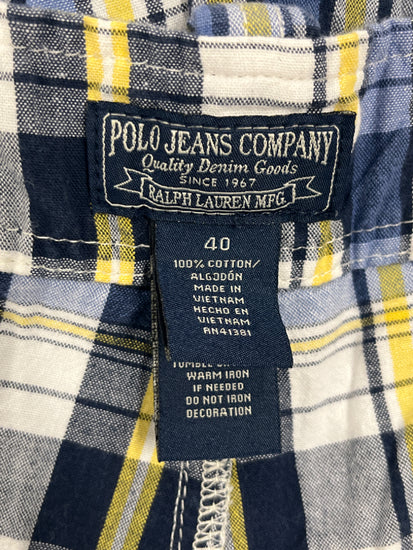 POLO JEANS COMPANY
Quality Denim Goods
SINCE 1967
RALPH LAUREN MFG.
40
100% COTTON/
ALGODÓN
MADE IN
VIETNAM
HECHO EN
VIETNAM
RN41381
TUMBLE
WARM IRON
IF NEEDED
DO NOT IRON
DECORATION